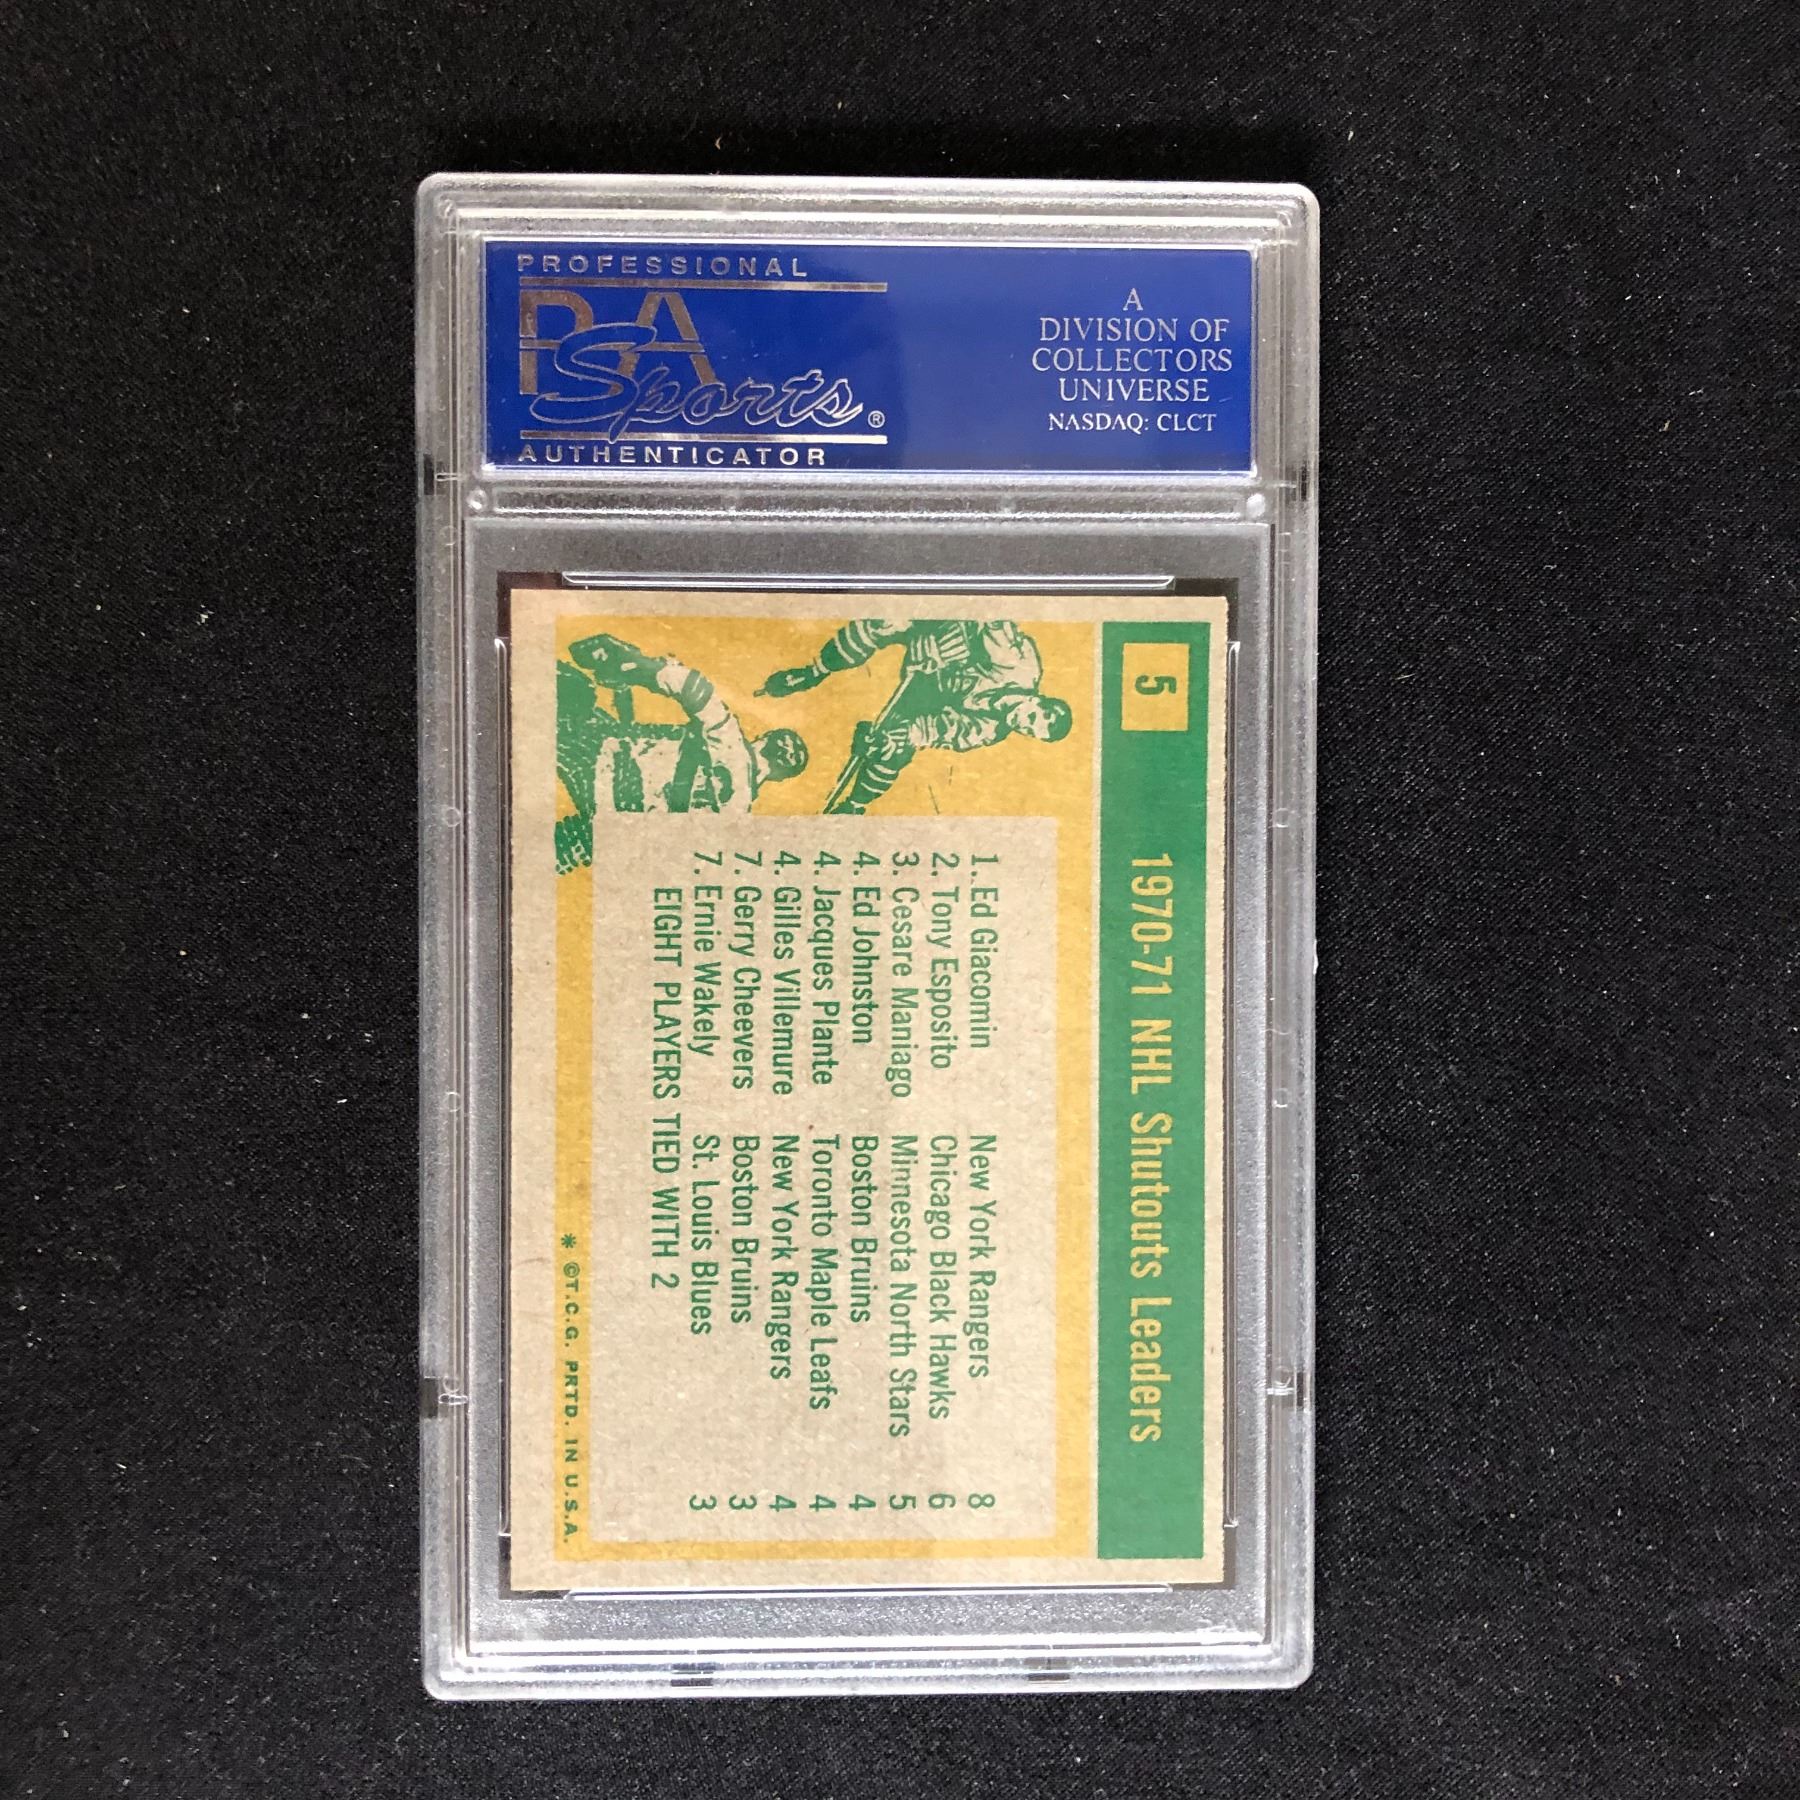 PROFESSIONAL
PSA
Sports®
AUTHENTICATOR
A
DIVISION OF
COLLECTORS
UNIVERSE
NASDAQ: CLCT
5
1970-71 NHL Shutouts Leaders
1. Ed Giacomin New York Rangers 8
2. Tony Esposito Chicago Black Hawks 6
3. Cesare Maniago Minnesota North Stars 5
4. Ed Johnston Boston Bruins 4
4. Jacques Plante Toronto Maple Leafs 4
4. Gilles Villemure New York Rangers 4
7. Gerry Cheevers Boston Bruins 3
7. Ernie Wakely St. Louis Blues 3
EIGHT PLAYERS TIED WITH 2
* ©T.C.G. PRTD. IN U.S.A.